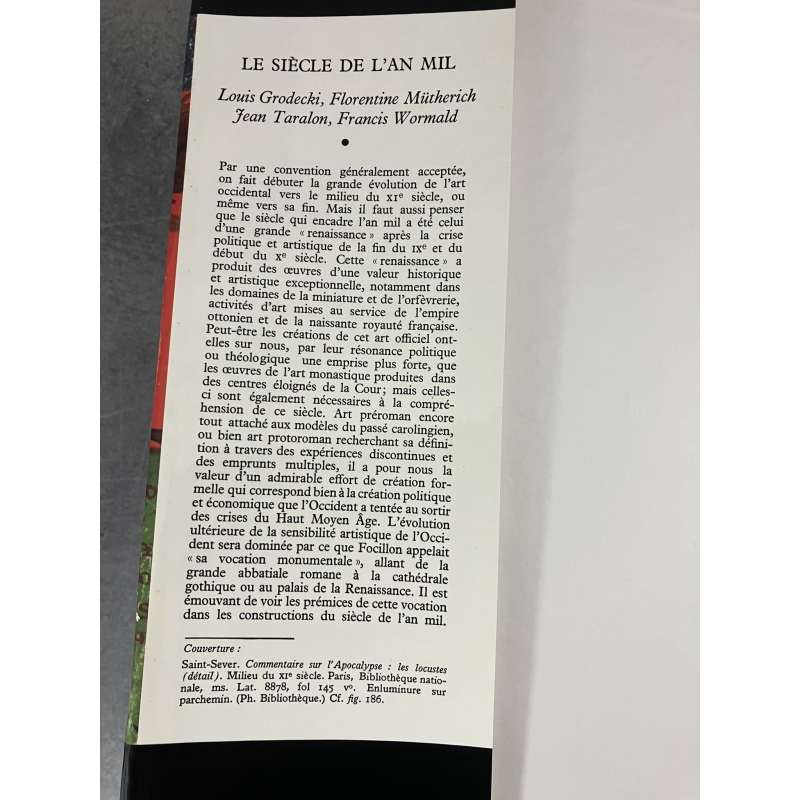 LE SIÈCLE DE L'AN MIL
Louis Grodecki, Florentine Mütherich
Jean Taralon, Francis Wormald
•
Par une convention généralement acceptée,
on fait débuter la grande évolution de l'art
occidental vers le milieu du XIe siècle, ou
même vers sa fin. Mais il faut aussi penser
que le siècle qui encadre l'an mil a été celui
d'une grande « renaissance » après la crise
politique et artistique de la fin du IXe et du
début du Xe siècle. Cette « renaissance » a
produit des œuvres d'une valeur historique
et artistique exceptionnelle, notamment dans
les domaines de la miniature et de l'orfèvrerie,
activités d'art mises au service de l'empire
ottonien et de la naissante royauté française.
Peut-être les créations de cet art officiel ont-
elles sur nous, par leur résonance politique
ou théologique une emprise plus forte, que
les œuvres de l'art monastique produites dans
des centres éloignés de la Cour; mais celles-
ci sont également nécessaires à la compré-
hension de ce siècle. Art préroman encore
tout attaché aux modèles du passé carolingien,
ou bien art protoroman recherchant sa défini-
tion à travers des expériences discontinues et
des emprunts multiples, il a pour nous la
valeur d'un admirable effort de création for-
melle qui correspond bien à la création politique
et économique que l'Occident a tentée au sortir
des crises du Haut Moyen Âge. L'évolution
ultérieure de la sensibilité artistique de l'Occi-
dent sera dominée par ce que Focillon appelait
« sa vocation monumentale », allant de la
grande abbatiale romane à la cathédrale
gothique ou au palais de la Renaissance. Il est
émouvant de voir les prémices de cette vocation
dans les constructions du siècle de l'an mil.
Couverture :
Saint-Sever. Commentaire sur l'Apocalypse : les locustes
(détail). Milieu du XIe siècle. Paris, Bibliothèque natio-
nale, ms. Lat. 8878, fol 145 vo. Enluminure sur
parchemin. (Ph. Bibliothèque.) Cf. fig. 186.